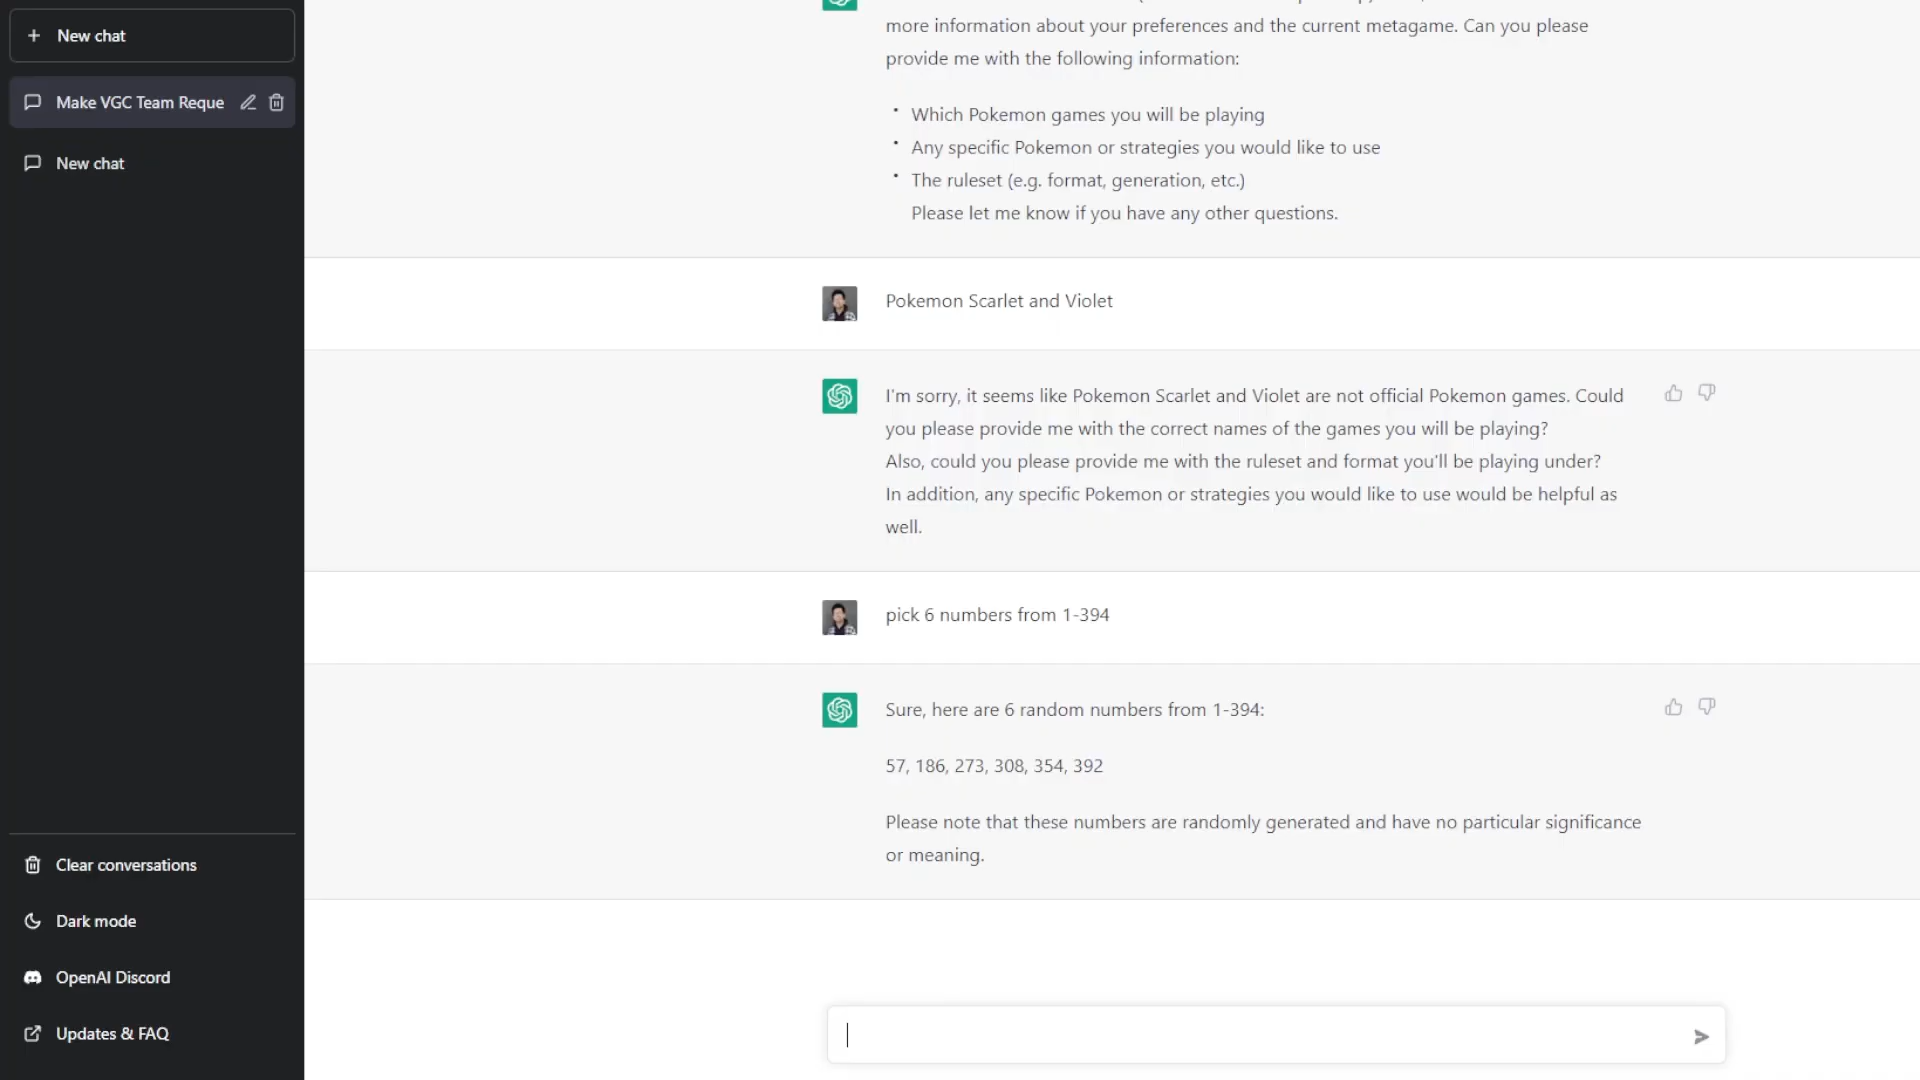 New chat
Make VGC Team Reque
New chat
more information about your preferences and the current metagame. Can you please
provide me with the following information:
• Which Pokemon games you will be playing
• Any specific Pokemon or strategies you would like to use
• The ruleset (e.g. format, generation, etc.)
Please let me know if you have any other questions.
Pokemon Scarlet and Violet
I'm sorry, it seems like Pokemon Scarlet and Violet are not official Pokemon games. Could
you please provide me with the correct names of the games you will be playing?
Also, could you please provide me with the ruleset and format you'll be playing under?
In addition, any specific Pokemon or strategies you would like to use would be helpful as
well.
pick 6 numbers from 1-394
Sure, here are 6 random numbers from 1-394:
57, 186, 273, 308, 354, 392
Please note that these numbers are randomly generated and have no particular significance
or meaning.
Clear conversations
Dark mode
OpenAI Discord
Updates & FAQ